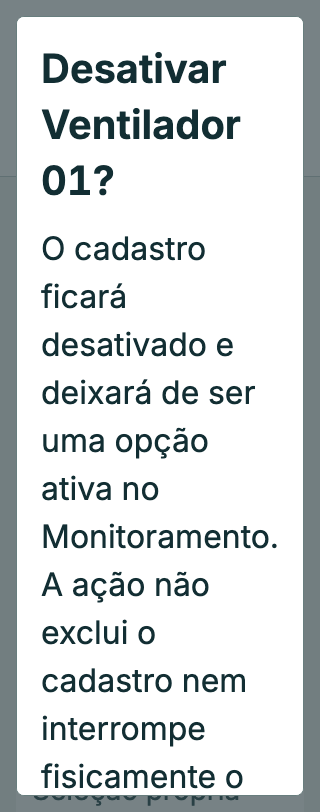 Desativar
Ventilador
01?
O cadastro
ficará
desativado e
deixará de ser
uma opção
ativa no
Monitoramento.
A ação não
exclui o
cadastro nem
interrompe
fisicamente o